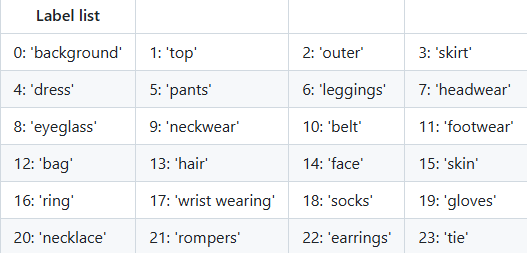 Label list
0: 'background' 1: 'top' 2: 'outer' 3: 'skirt'
4: 'dress' 5: 'pants' 6: 'leggings' 7: 'headwear'
8: 'eyeglass' 9: 'neckwear' 10: 'belt' 11: 'footwear'
12: 'bag' 13: 'hair' 14: 'face' 15: 'skin'
16: 'ring' 17: 'wrist wearing' 18: 'socks' 19: 'gloves'
20: 'necklace' 21: 'rompers' 22: 'earrings' 23: 'tie'